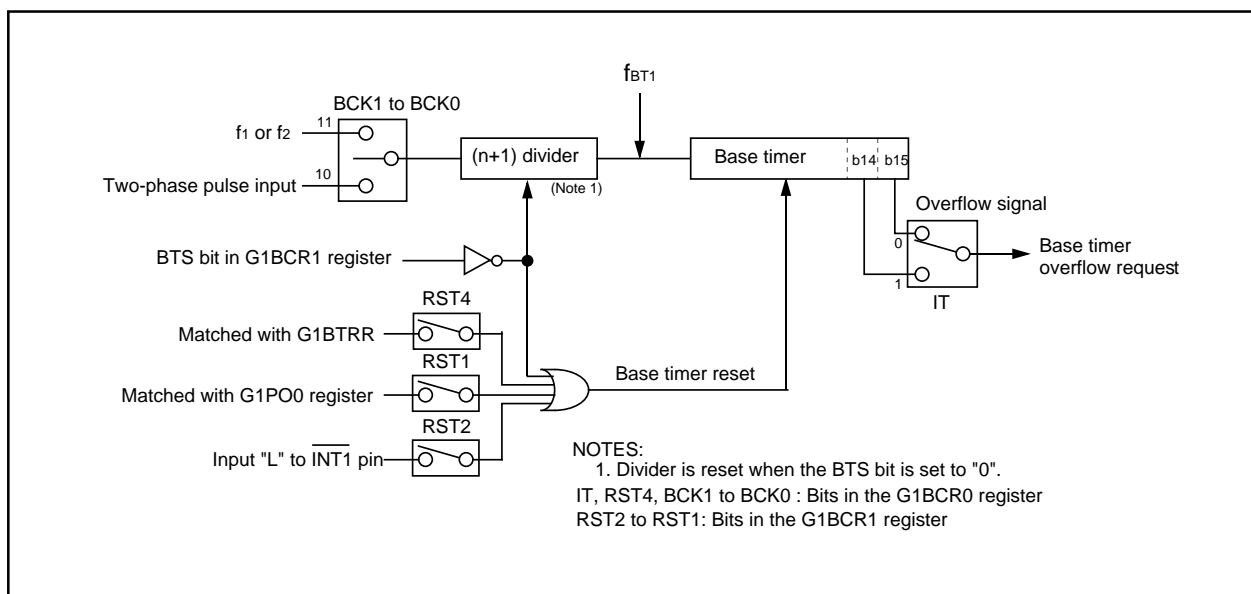 fBT1
BCK1 to BCK0
11
f1 or f2
(n+1) divider
Base timer
b14
b15
10
Two-phase pulse input
(Note 1)
Overflow signal
0
BTS bit in G1BCR1 register
Base timer
overflow request
1
IT
RST4
Matched with G1BTRR
RST1
Base timer reset
Matched with G1PO0 register
RST2
Input "L" to INT1 pin
NOTES:
1. Divider is reset when the BTS bit is set to "0".
IT, RST4, BCK1 to BCK0 : Bits in the G1BCR0 register
RST2 to RST1: Bits in the G1BCR1 register